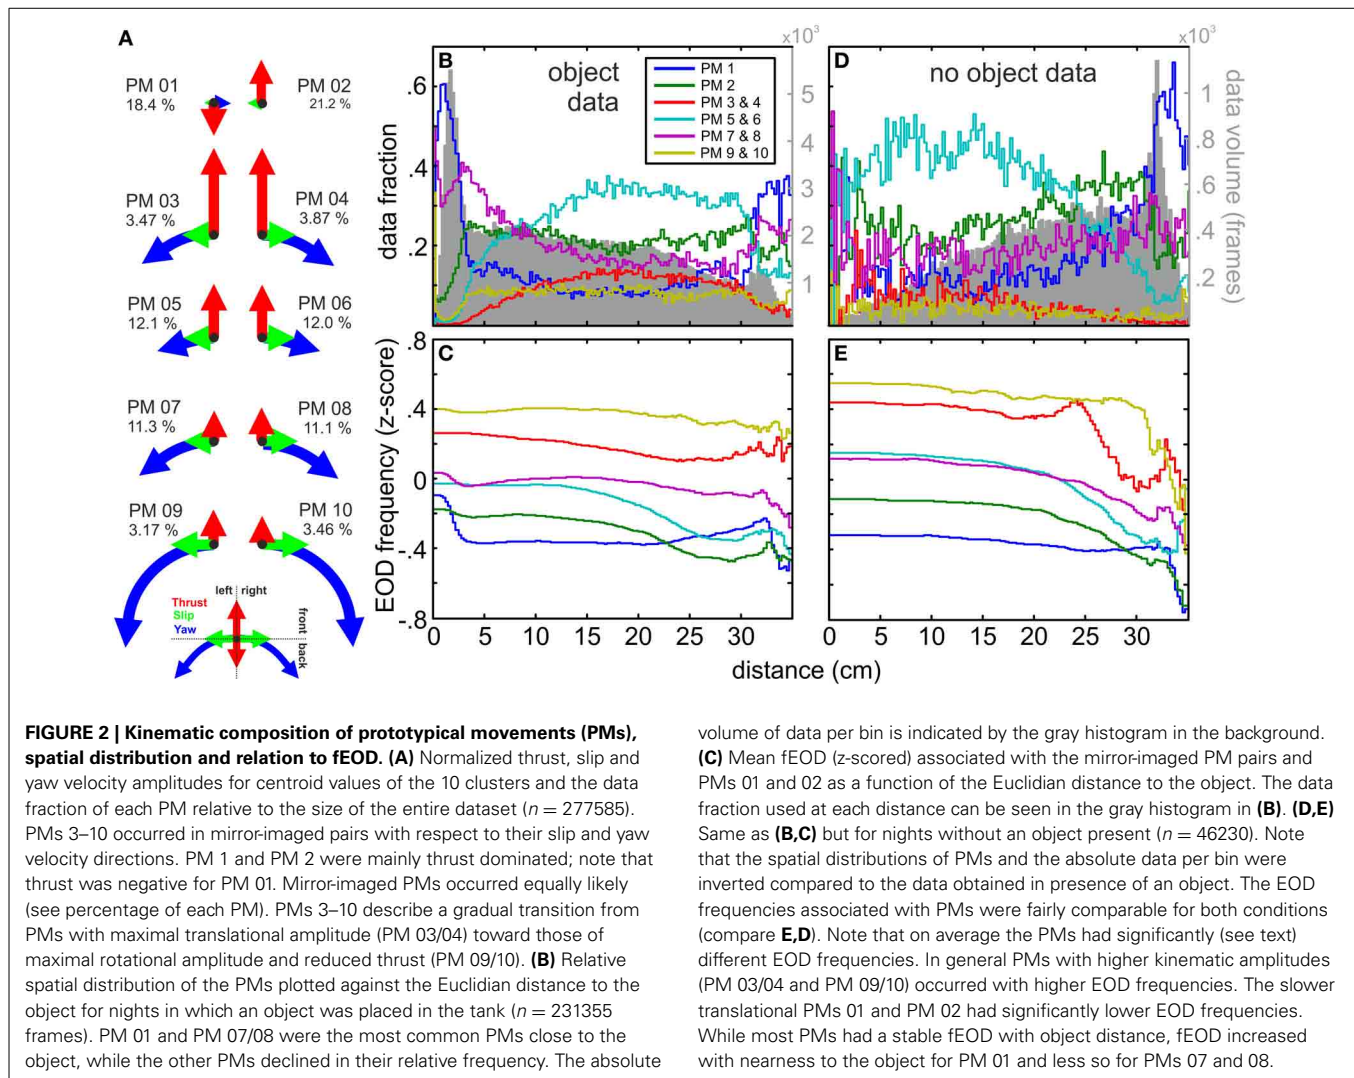 A
PM 01
18.4 %
PM 02
21.2 %
PM 03
3.47 %
PM 04
3.87 %
PM 05
12.1 %
PM 06
12.0 %
PM 07
11.3 %
PM 08
11.1 %
PM 09
3.17 %
PM 10
3.46 %
left right
Thrust
Slip
Yaw
front
back
B
object
data
PM 1
PM 2
PM 3 & 4
PM 5 & 6
PM 7 & 8
PM 9 & 10
x10³
5
3
2
1
data fraction
.6
.4
.2
0 5 10 15 20 25 30
D
no object data
x10³
1
.8
.6
.4
.2
data volume (frames)
0 5 10 15 20 25 30
C
EOD frequency (z-score)
.8
.4
0
-.4
-.8
0 5 10 15 20 25 30
E
0 5 10 15 20 25 30
distance (cm)
FIGURE 2 | Kinematic composition of prototypical movements (PMs),
spatial distribution and relation to fEOD. (A) Normalized thrust, slip and
yaw velocity amplitudes for centroid values of the 10 clusters and the data
fraction of each PM relative to the size of the entire dataset (n = 277585).
PMs 3–10 occurred in mirror-imaged pairs with respect to their slip and yaw
velocity directions. PM 1 and PM 2 were mainly thrust dominated; note that
thrust was negative for PM 01. Mirror-imaged PMs occurred equally likely
(see percentage of each PM). PMs 3–10 describe a gradual transition from
PMs with maximal translational amplitude (PM 03/04) toward those of
maximal rotational amplitude and reduced thrust (PM 09/10). (B) Relative
spatial distribution of the PMs plotted against the Euclidian distance to the
object for nights in which an object was placed in the tank (n = 231355
frames). PM 01 and PM 07/08 were the most common PMs close to the
object, while the other PMs declined in their relative frequency. The absolute
volume of data per bin is indicated by the gray histogram in the background.
(C) Mean fEOD (z-scored) associated with the mirror-imaged PM pairs and
PMs 01 and 02 as a function of the Euclidian distance to the object. The data
fraction used at each distance can be seen in the gray histogram in (B). (D,E)
Same as (B,C) but for nights without an object present (n = 46230). Note
that the spatial distributions of PMs and the absolute data per bin were
inverted compared to the data obtained in presence of an object. The EOD
frequencies associated with PMs were fairly comparable for both conditions
(compare E,D). Note that on average the PMs had significantly (see text)
different EOD frequencies. In general PMs with higher kinematic amplitudes
(PM 03/04 and PM 09/10) occurred with higher EOD frequencies. The slower
translational PMs 01 and PM 02 had significantly lower EOD frequencies.
While most PMs had a stable fEOD with object distance, fEOD increased
with nearness to the object for PM 01 and less so for PMs 07 and 08.